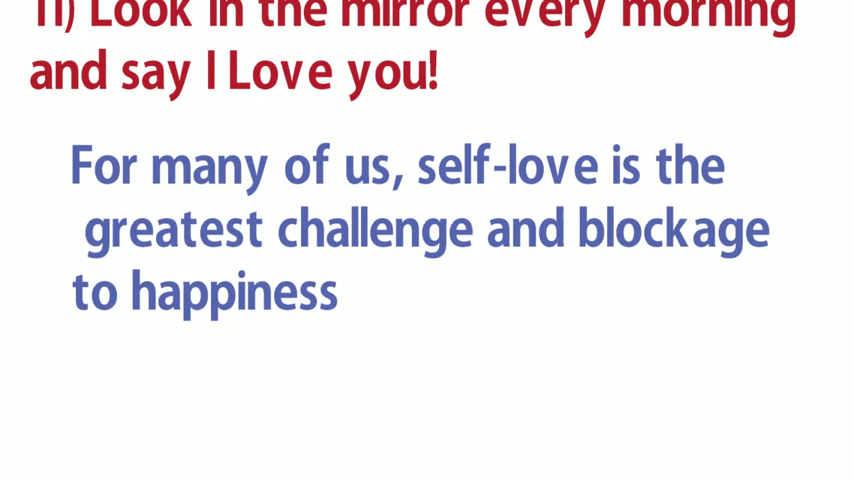 11) Look in the mirror every morning
and say I Love you!
For many of us, self-love is the
greatest challenge and blockage
to happiness